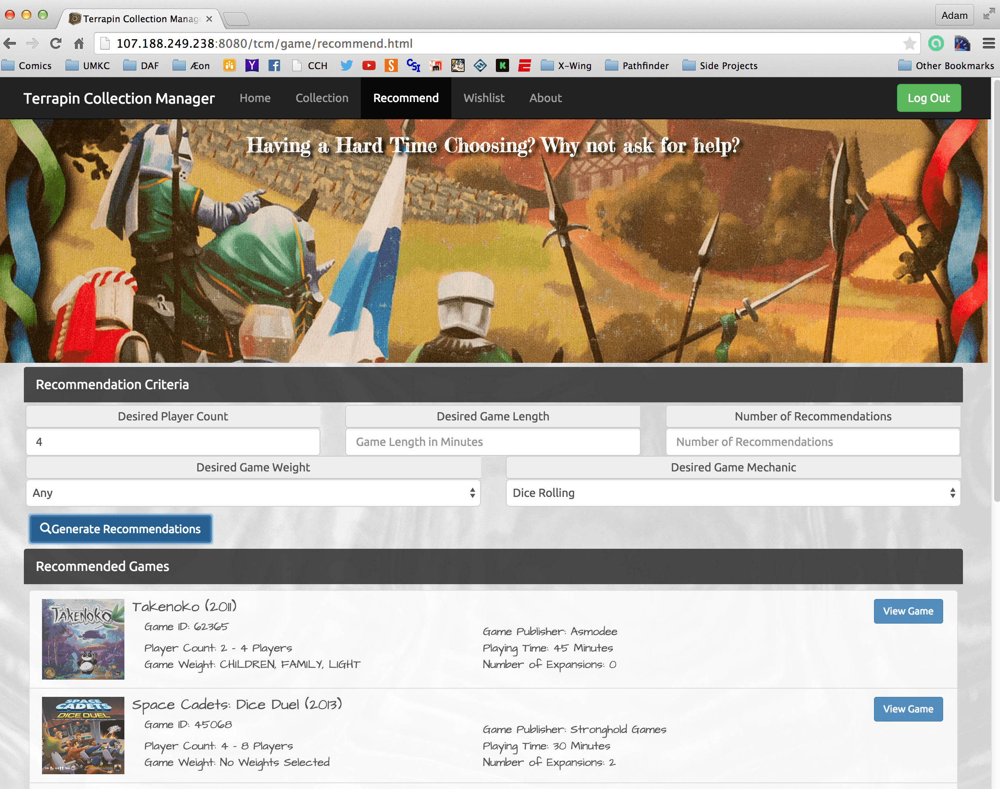 Terrapin Collection Manag
Adam
107.188.249.238:8080/tcm/game/recommend.html
Comics UMKC DAF Æon CCH X-Wing Pathfinder Side Projects Other Bookmarks
Terrapin Collection Manager Home Collection Recommend Wishlist About Log Out
Having a Hard Time Choosing? Why not ask for help?
Recommendation Criteria
Desired Player Count Desired Game Length Number of Recommendations
4 Game Length in Minutes Number of Recommendations
Desired Game Weight Desired Game Mechanic
Any Dice Rolling
Generate Recommendations
Recommended Games
TAKENOKO
Takenoko (2011)
View Game
Game ID: 62365
Game Publisher: Asmodee
Player Count: 2 - 4 Players
Playing Time: 45 Minutes
Game Weight: CHILDREN, FAMILY, LIGHT
Number of Expansions: 0
SPACE
CADETS
DICE DUEL
Space Cadets: Dice Duel (2013)
View Game
Game ID: 45068
Game Publisher: Stronghold Games
Player Count: 4 - 8 Players
Playing Time: 30 Minutes
Game Weight: No Weights Selected
Number of Expansions: 2